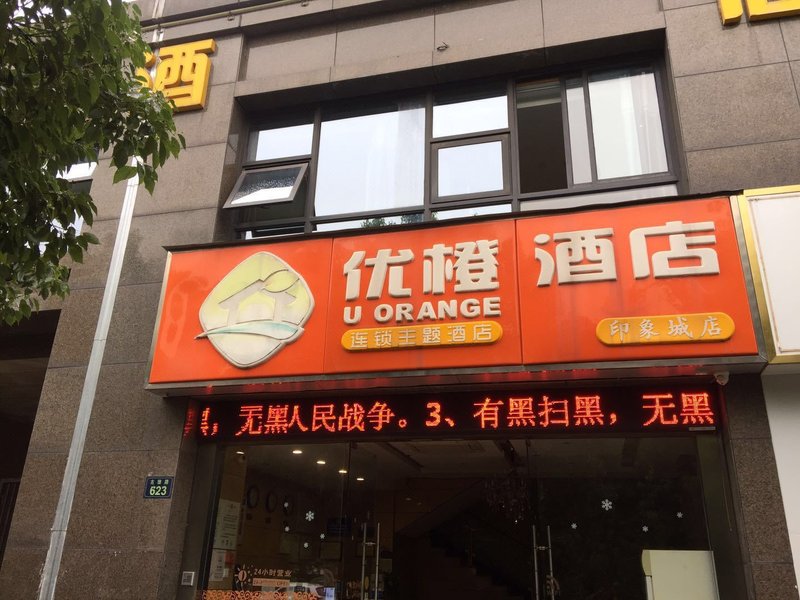 酒
优橙 酒店
U ORANGE
连锁主题酒店
印象城店
黑，无黑人民战争。3、有黑扫黑，无黑
623
24小时营业